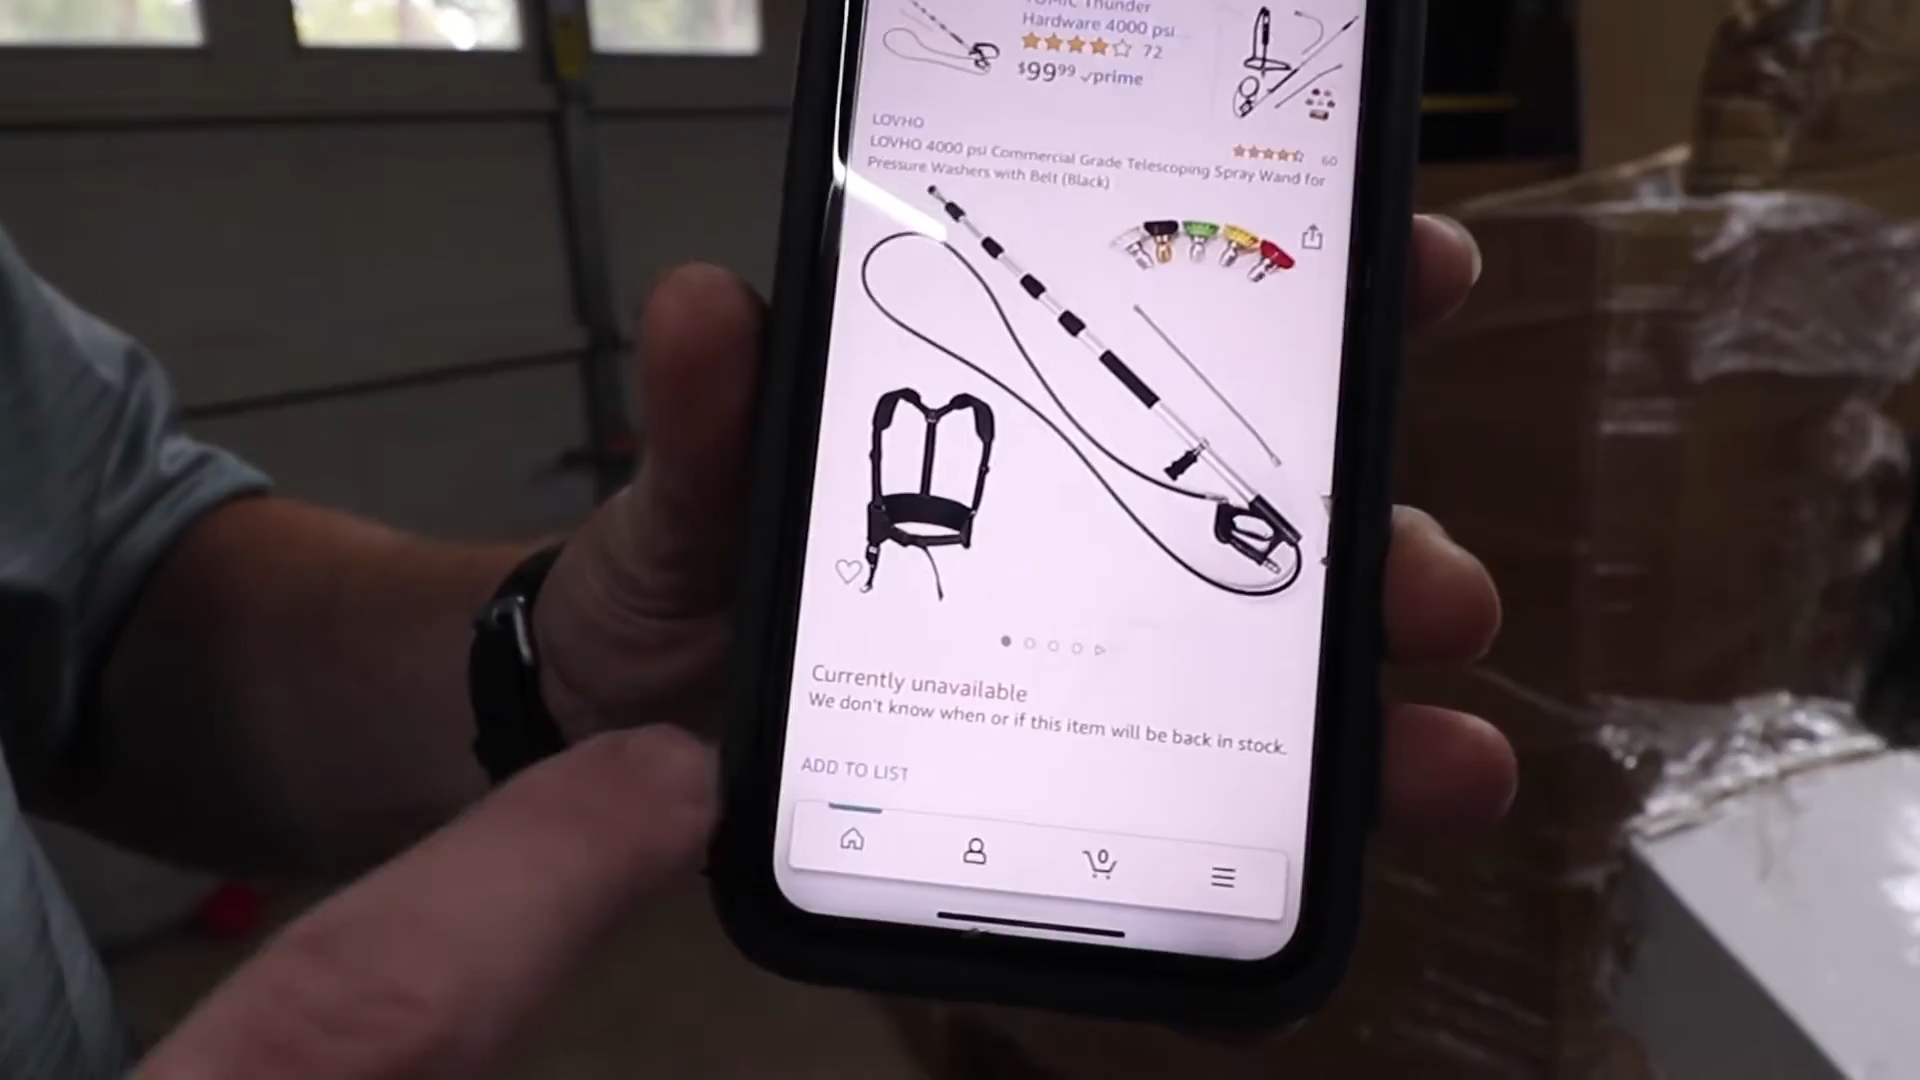 Thunder
Hardware 4000 psi
72
$99⁹⁹ prime
LOVHO
60
LOVHO 4000 psi Commercial Grade Telescoping Spray Wand for
Pressure Washers with Belt (Black)
Currently unavailable
We don't know when or if this item will be back in stock.
ADD TO LIST
0